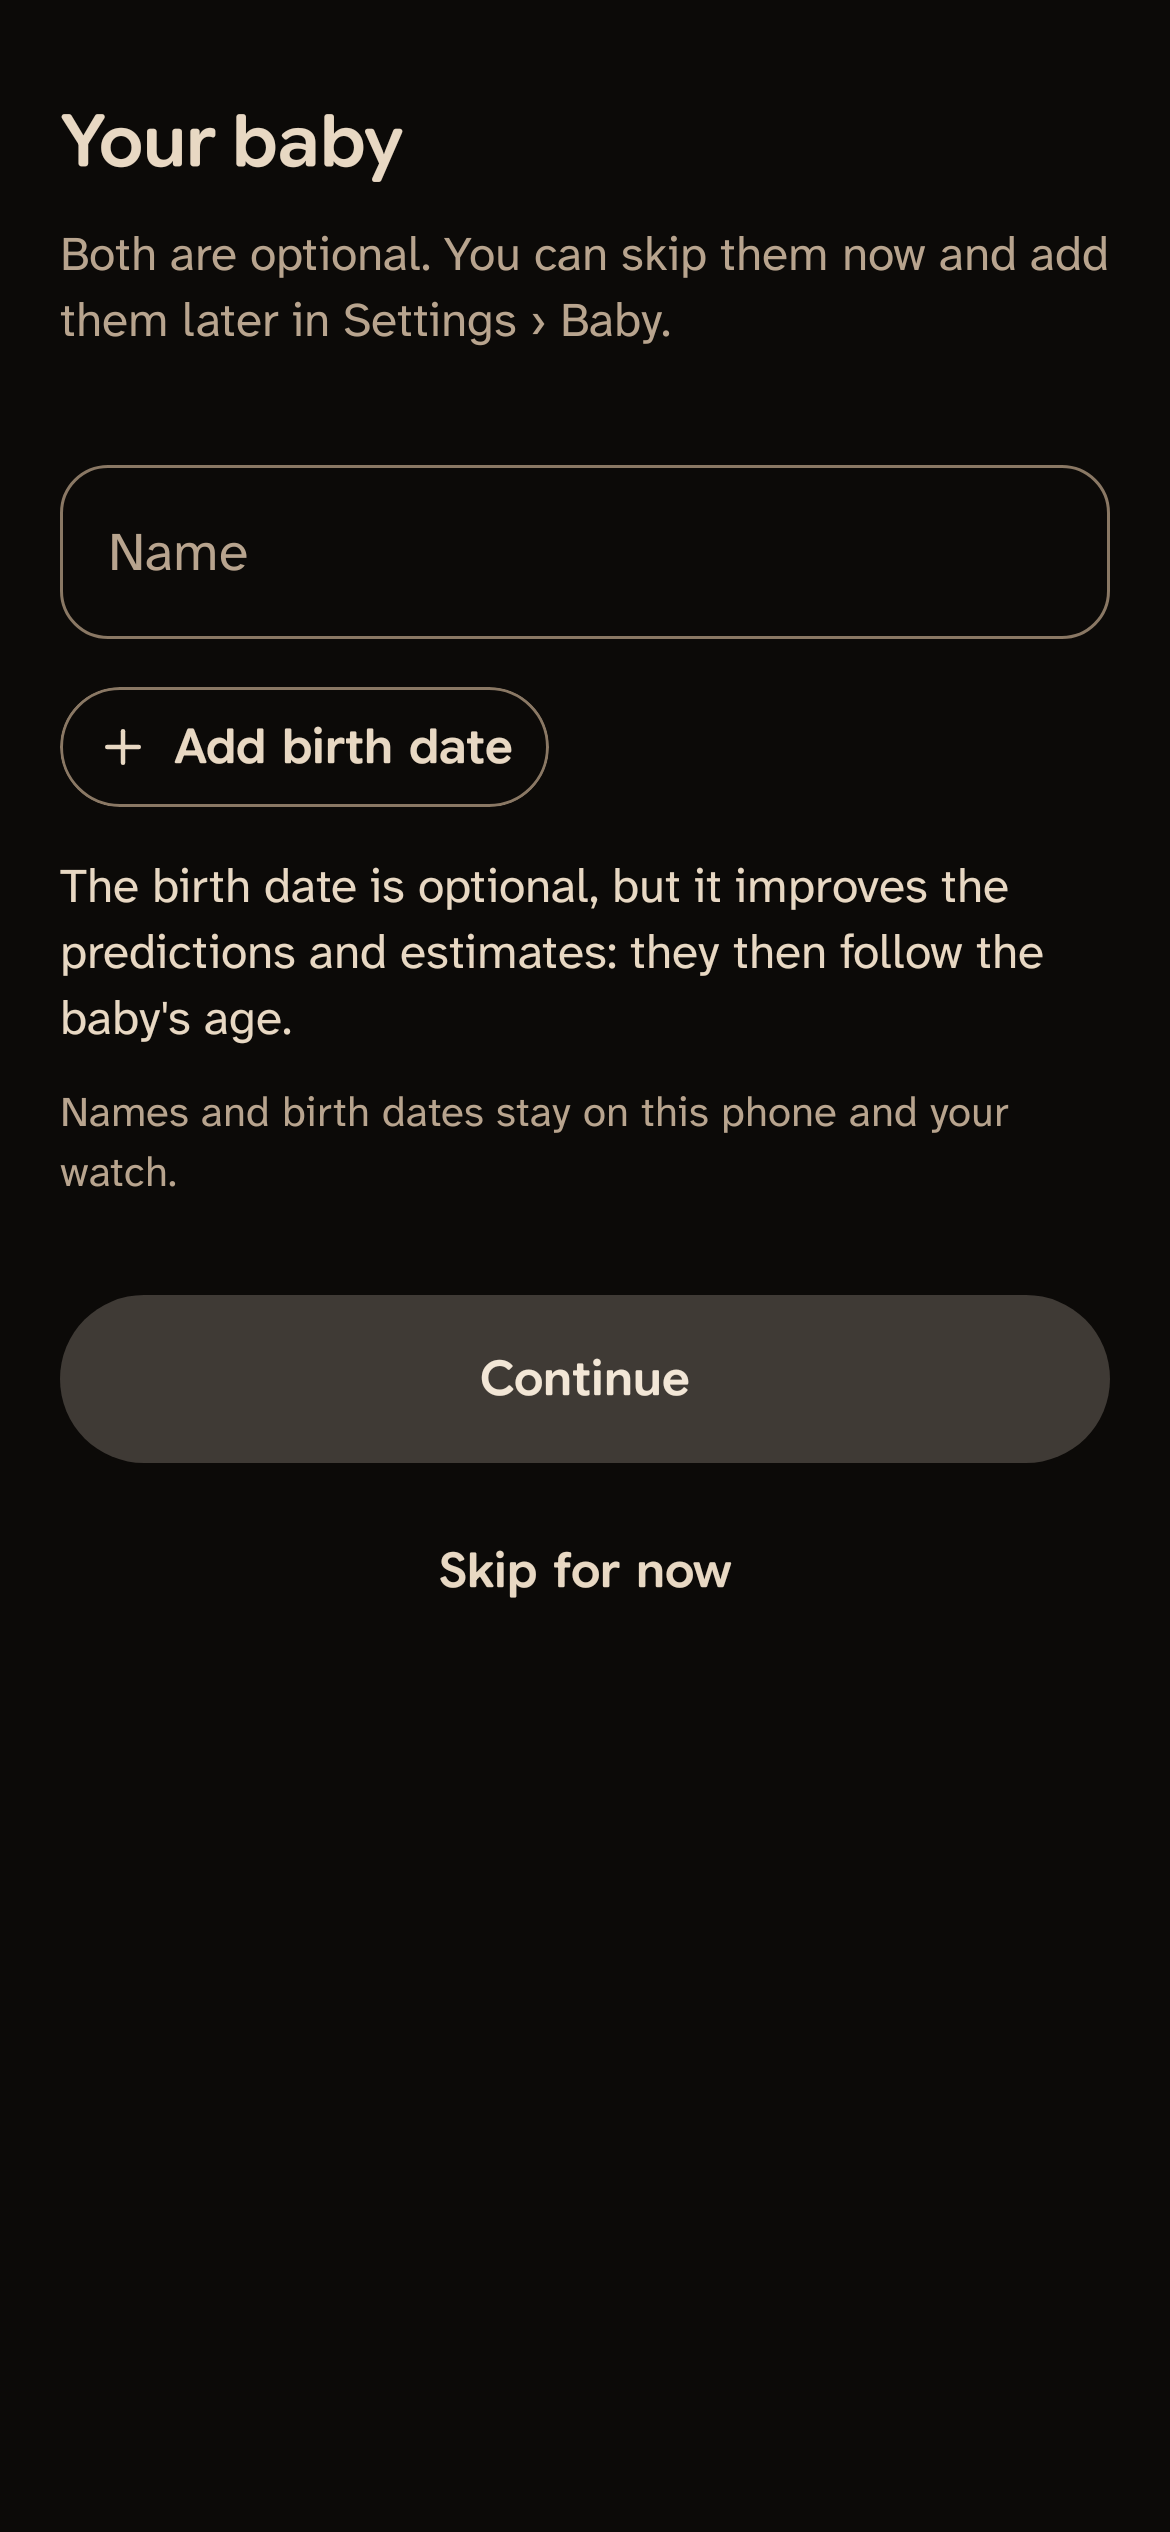 Your baby
Both are optional. You can skip them now and add
them later in Settings › Baby.
Name
+ Add birth date
The birth date is optional, but it improves the
predictions and estimates: they then follow the
baby's age.
Names and birth dates stay on this phone and your
watch.
Continue
Skip for now